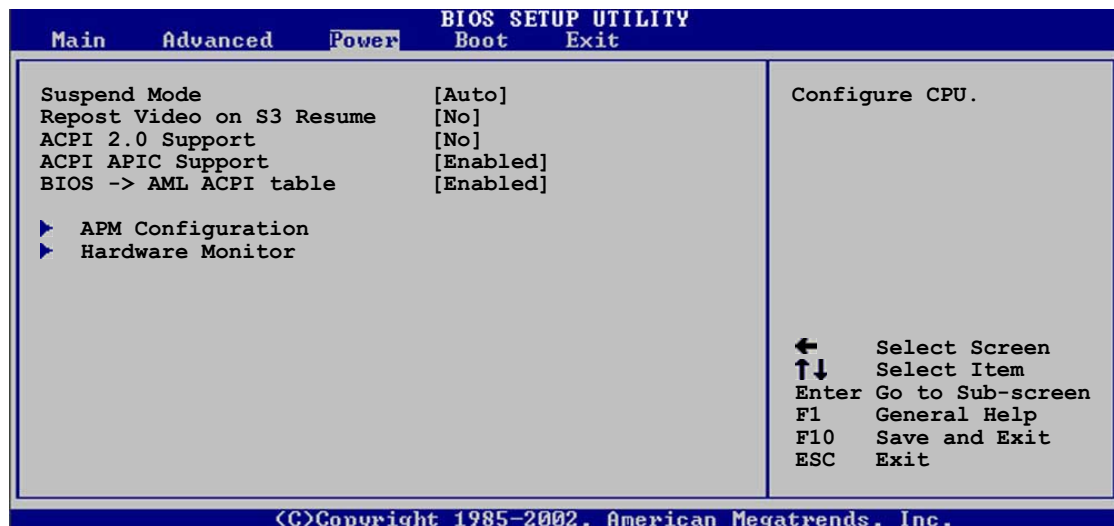 BIOS SETUP UTILITY
Main Advanced Power Boot Exit
Suspend Mode [Auto]
Repost Video on S3 Resume [No]
ACPI 2.0 Support [No]
ACPI APIC Support [Enabled]
BIOS -> AML ACPI table [Enabled]
APM Configuration
Hardware Monitor
Configure CPU.
← Select Screen
↑↓ Select Item
Enter Go to Sub-screen
F1 General Help
F10 Save and Exit
ESC Exit
(C)Copyright 1985-2002, American Megatrends, Inc.